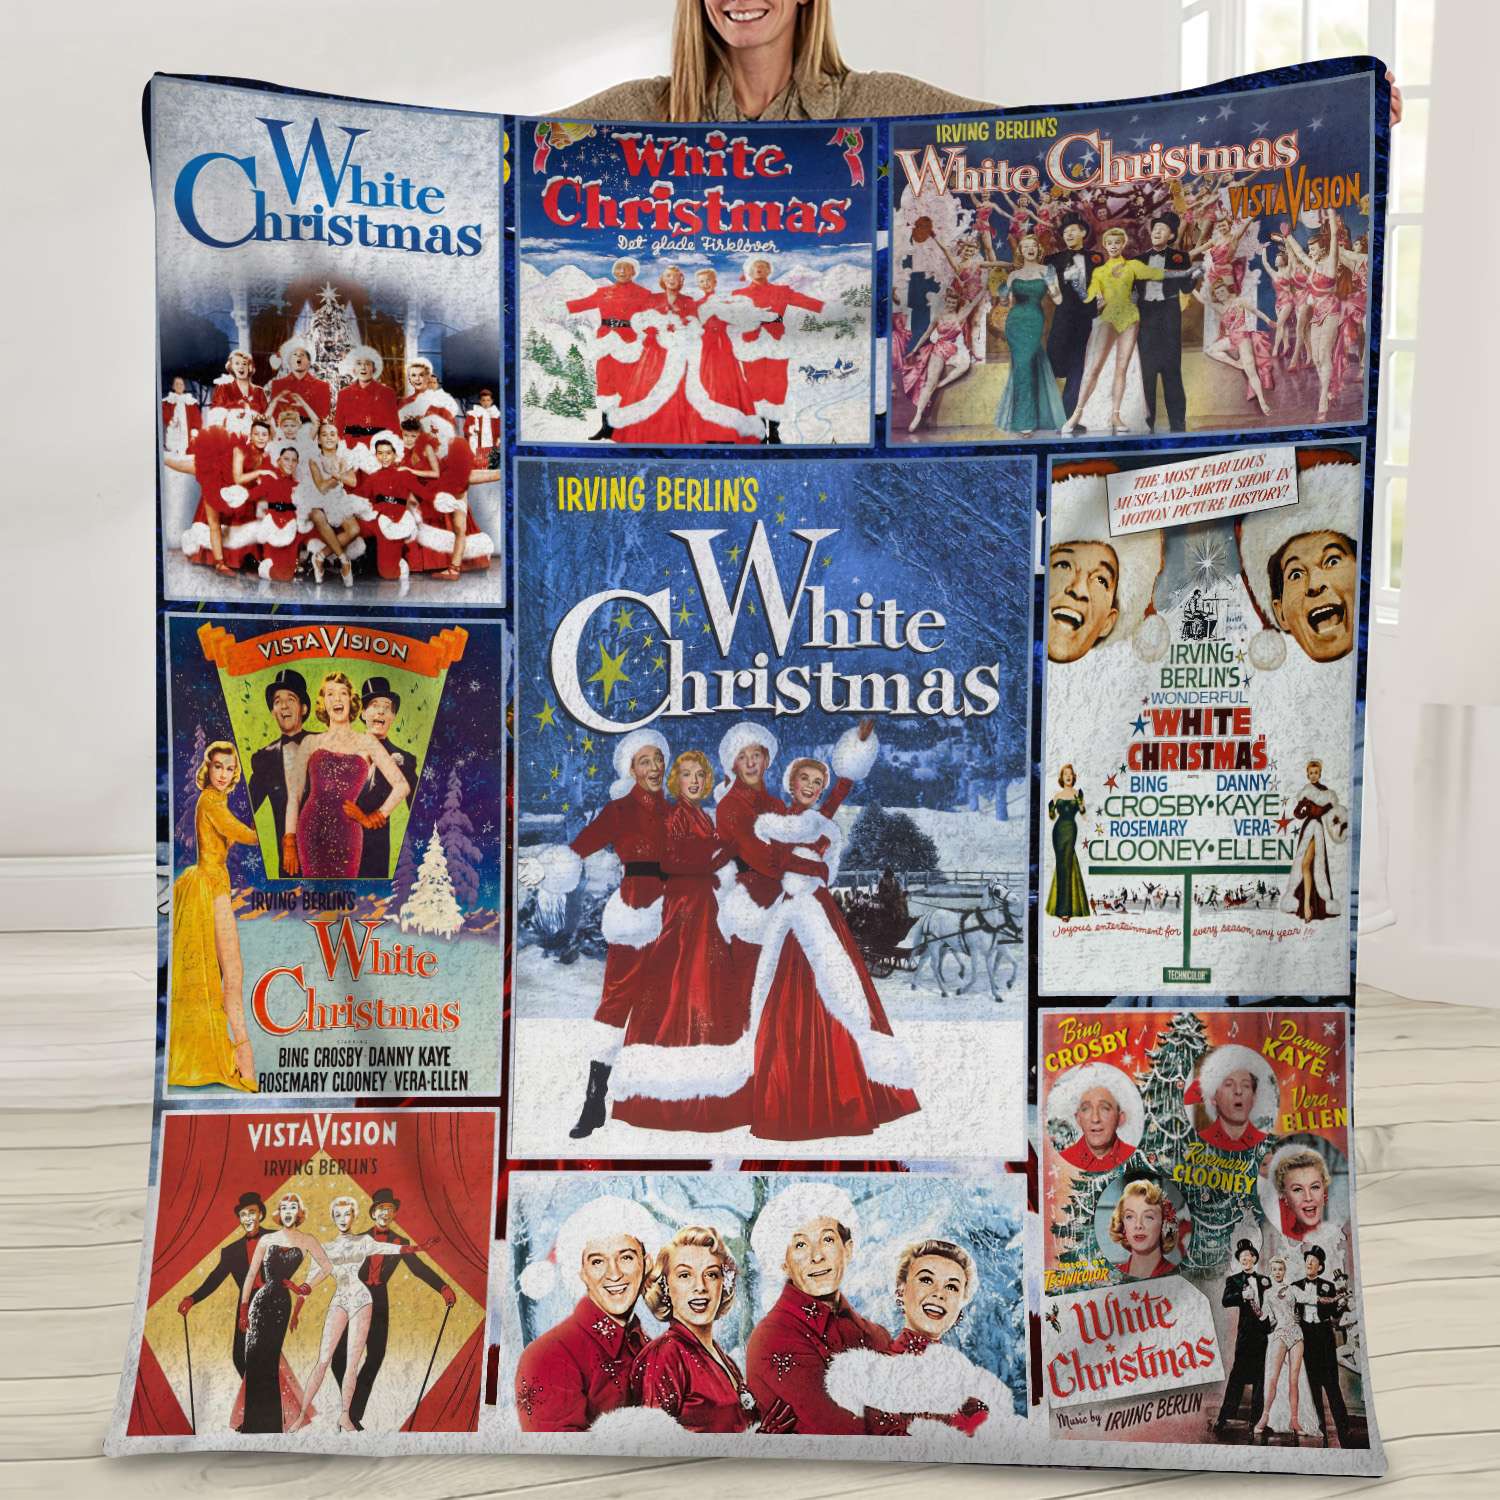 White
Christmas
White
Christmas
Det glade Firkløver
IRVING BERLIN'S
White Christmas
VISTAVISION
VISTAVISION
IRVING BERLIN'S
White
Christmas
STARRING
BING CROSBY · DANNY KAYE
ROSEMARY CLOONEY · VERA-ELLEN
IRVING BERLIN'S
White
Christmas
THE MOST FABULOUS
MUSIC-AND-MIRTH SHOW IN
MOTION PICTURE HISTORY!
IRVING
BERLIN'S
WONDERFUL
"WHITE
CHRISTMAS"
BING DANNY
CROSBY · KAYE
ROSEMARY VERA-
CLOONEY · ELLEN
Joyous entertainment for every season, any year !!!
TECHNICOLOR
VISTAVISION
IRVING BERLIN'S
Bing
CROSBY
Danny
KAYE
Vera-
ELLEN
Rosemary
CLOONEY
COLOR BY
TECHNICOLOR
White
Christmas
Music by IRVING BERLIN